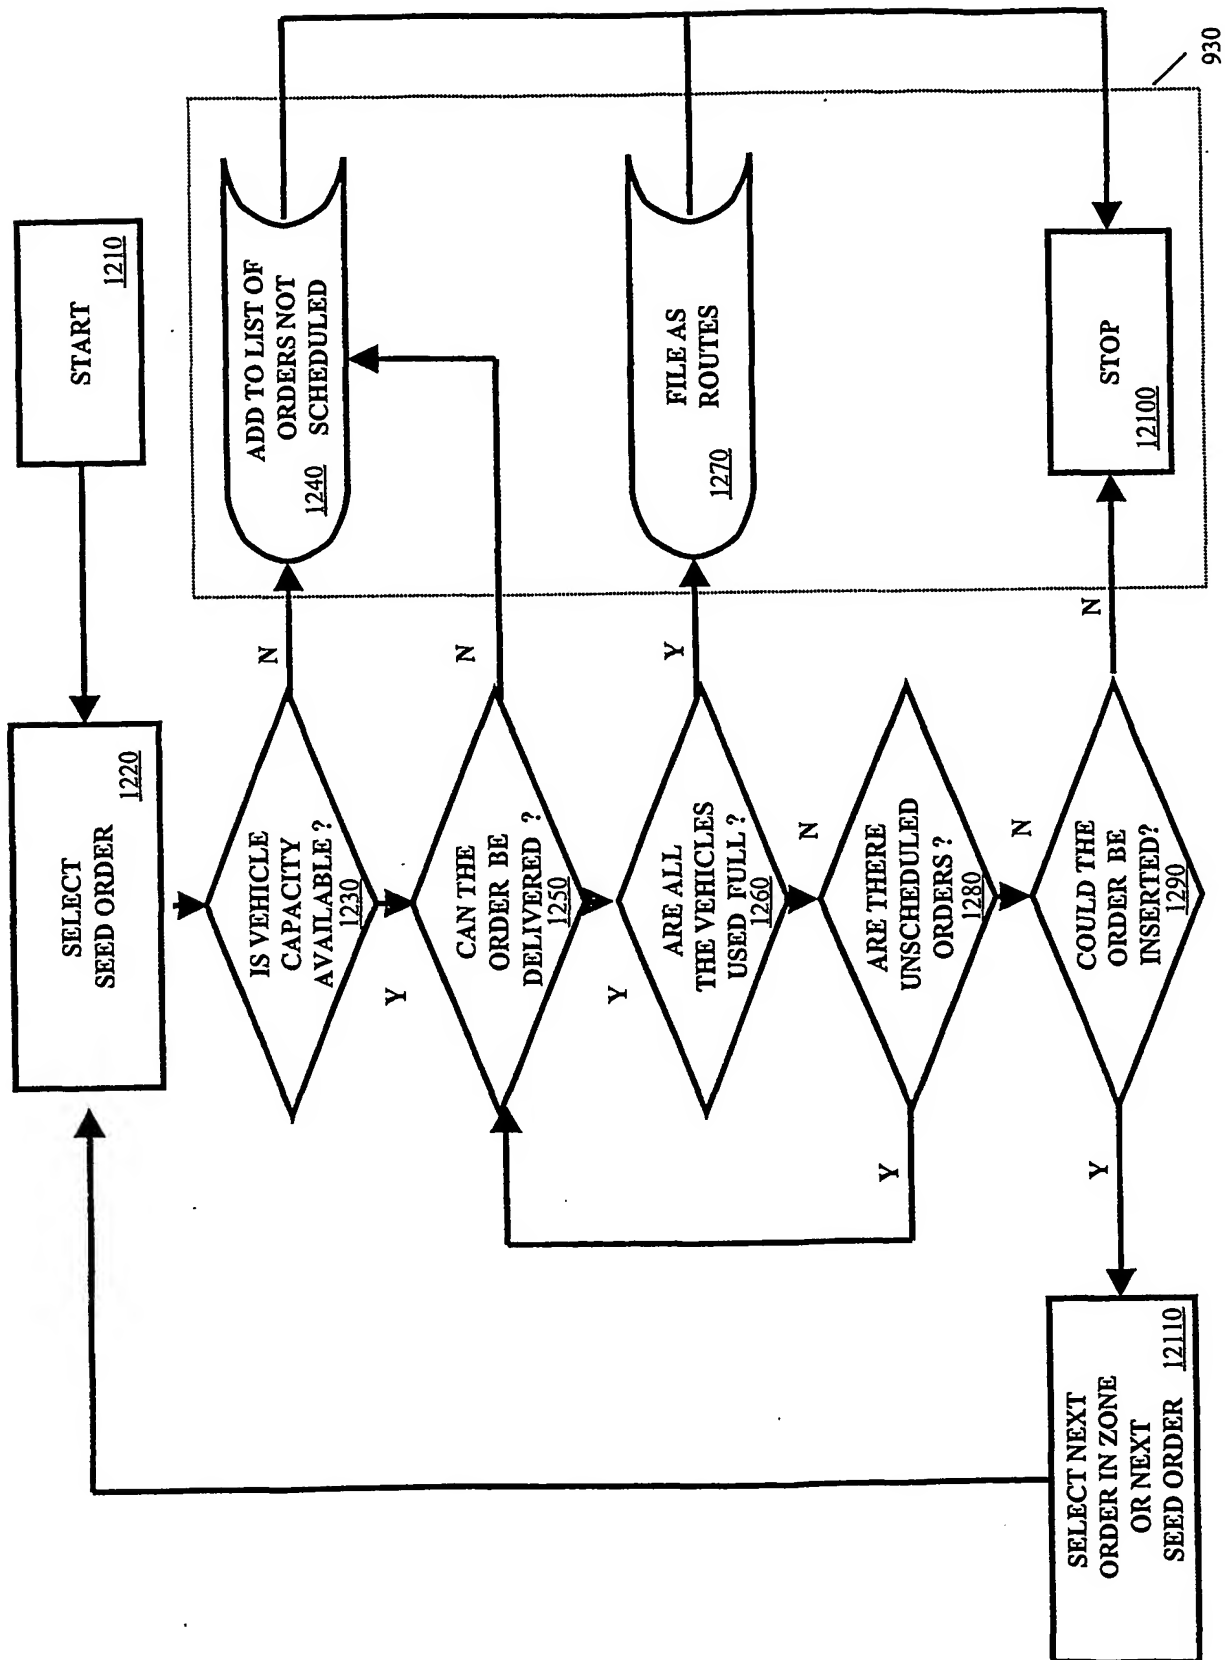 START
1210
SELECT
SEED ORDER
1220
IS VEHICLE
CAPACITY
AVAILABLE ?
1230
N
Y
ADD TO LIST OF
ORDERS NOT
SCHEDULED
1240
CAN THE
ORDER BE
DELIVERED ?
1250
N
Y
ARE ALL
THE VEHICLES
USED FULL ?
1260
Y
N
FILE AS
ROUTES
1270
ARE THERE
UNSCHEDULED
ORDERS ?
1280
Y
N
COULD THE
ORDER BE
INSERTED?
1290
N
Y
STOP
12100
SELECT NEXT
ORDER IN ZONE
OR NEXT
SEED ORDER
12110
930